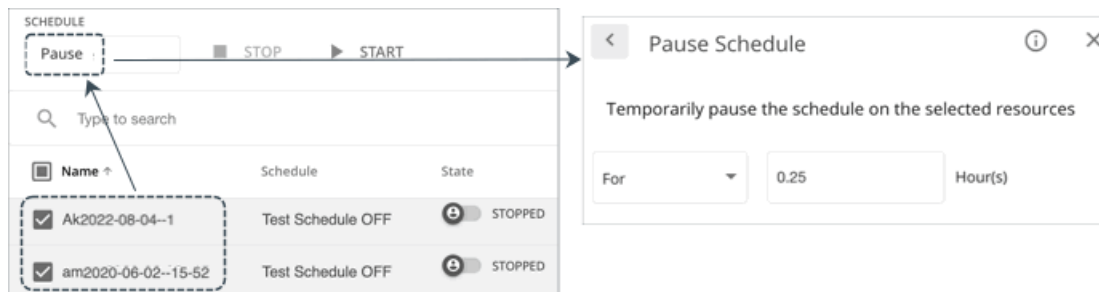 SCHEDULE
Pause
STOP
START
Type to search
Name ↑
Schedule
State
Ak2022-08-04--1
Test Schedule OFF
STOPPED
am2020-06-02--15-52
Test Schedule OFF
STOPPED
Pause Schedule
Temporarily pause the schedule on the selected resources
For
0.25
Hour(s)